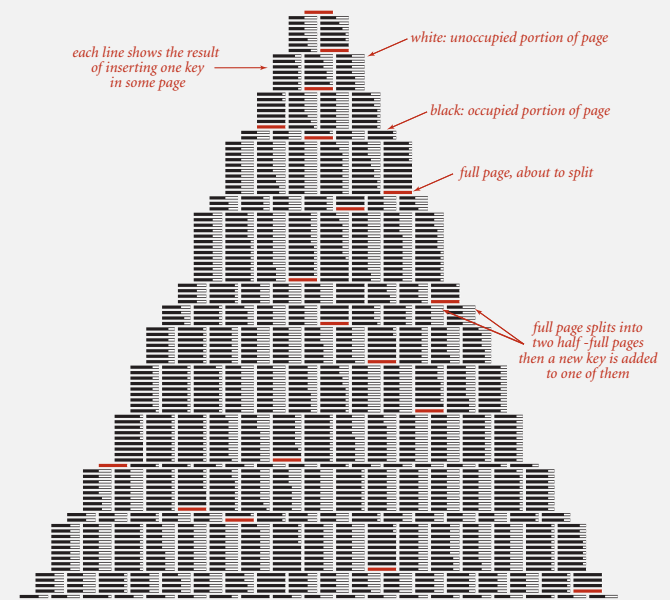 white: unoccupied portion of page
each line shows the result
of inserting one key
in some page
black: occupied portion of page
full page, about to split
full page splits into
two half -full pages
then a new key is added
to one of them